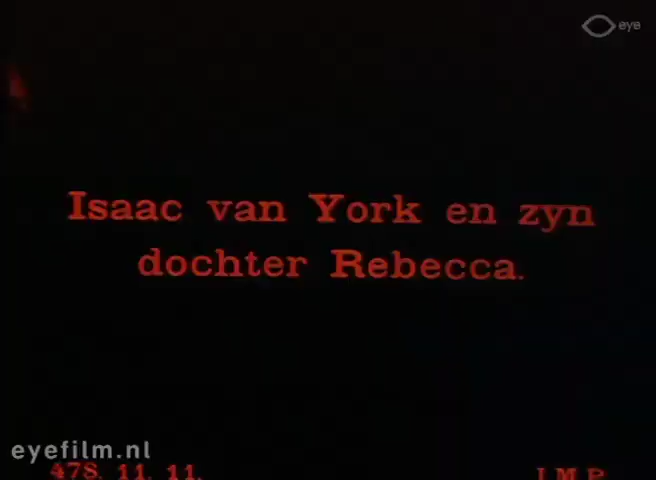 eye
Isaac van York en zyn
dochter Rebecca.
eyefilm.nl
478. 11. 11.
I M P